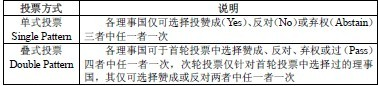 投票方式 说明
单式投票
Single Pattern
各理事国仅可选择投赞成(Yes)、反对(No)或弃权(Abstain)
三者中任一者一次
叠式投票
Double Pattern
各理事国可于首轮投票中选择赞成、反对、弃权或过(Pass)
四者中任一者一次，次轮投票仅针对首轮投票中选择过的理事
国，其仅可选择赞成或反对两者中任一者一次